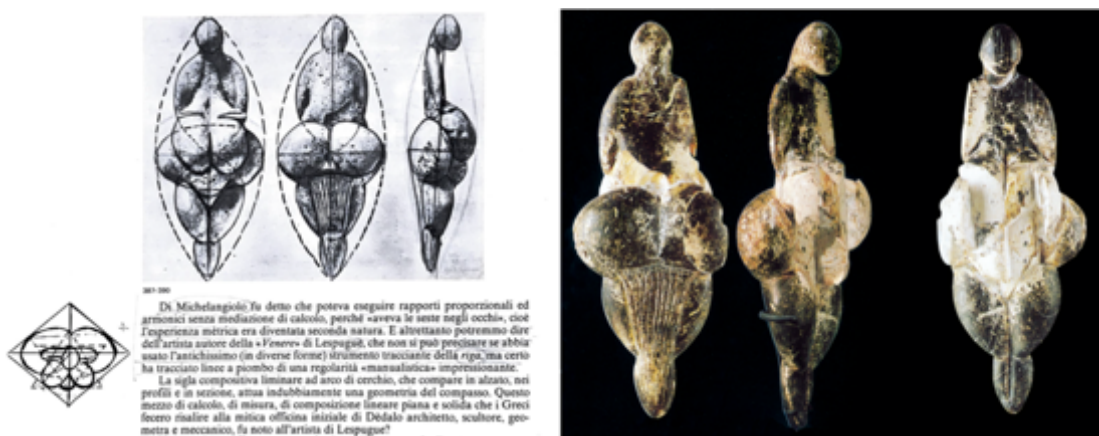 387-390
Di Michelangiolo fu detto che poteva eseguire rapporti proporzionali ed
armonici senza mediazione di calcolo, perché «aveva le seste negli occhi», cioè
l'esperienza mètrica era diventata seconda natura. E altrettanto potremmo dire
dell'artista autore della «Venere» di Lespugue, che non si può precisare se abbia
usato l'antichissimo (in diverse forme) strumento tracciante della riga, ma certo
ha tracciato linee a piombo di una regolarità «manualistica» impressionante.
La sigla compositiva liminare ad arco di cerchio, che compare in alzato, nei
profili e in sezione, attua indubbiamente una geometria del compasso. Questo
mezzo di calcolo, di misura, di composizione lineare piana e solida che i Greci
fecero risalire alla mitica officina iniziale di Dèdalo architetto, scultore, geo-
metra e meccanico, fu noto all'artista di Lespugue?